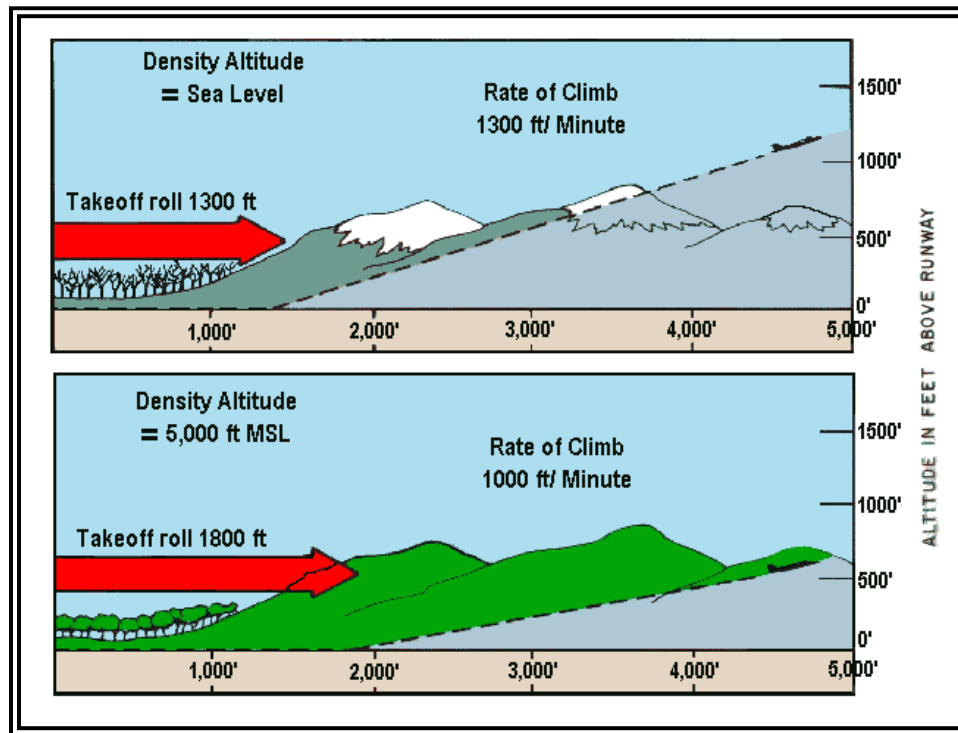 Density Altitude
= Sea Level
Rate of Climb
1300 ft/ Minute
Takeoff roll 1300 ft
1500'
1000'
500'
0'
1,000'
2,000'
3,000'
4,000'
5,000'
Density Altitude
= 5,000 ft MSL
Rate of Climb
1000 ft/ Minute
Takeoff roll 1800 ft
1500'
1000'
500'
0'
1,000'
2,000'
3,000'
4,000'
5,000'
ALTITUDE IN FEET ABOVE RUNWAY